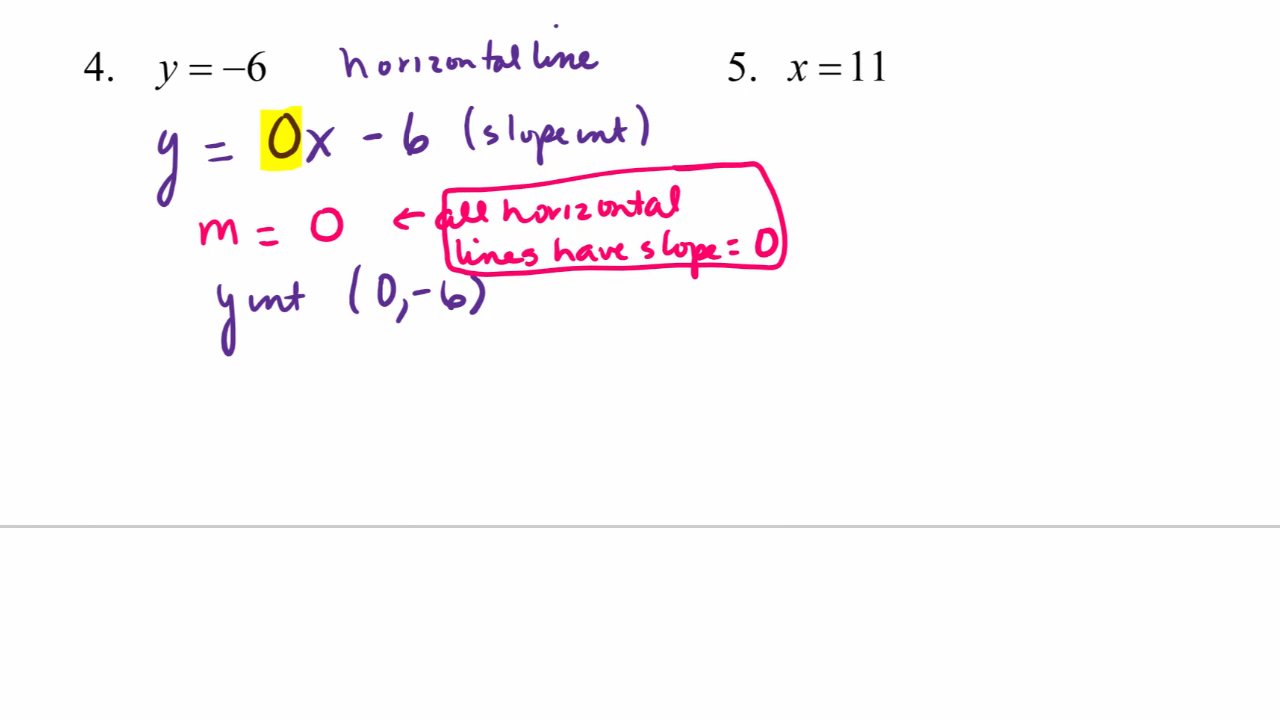 4. y = −6 horizontal line
5. x = 11
y = 0x - 6 (slope int)
m = 0 ← all horizontal
lines have slope = 0
y int (0, -6)